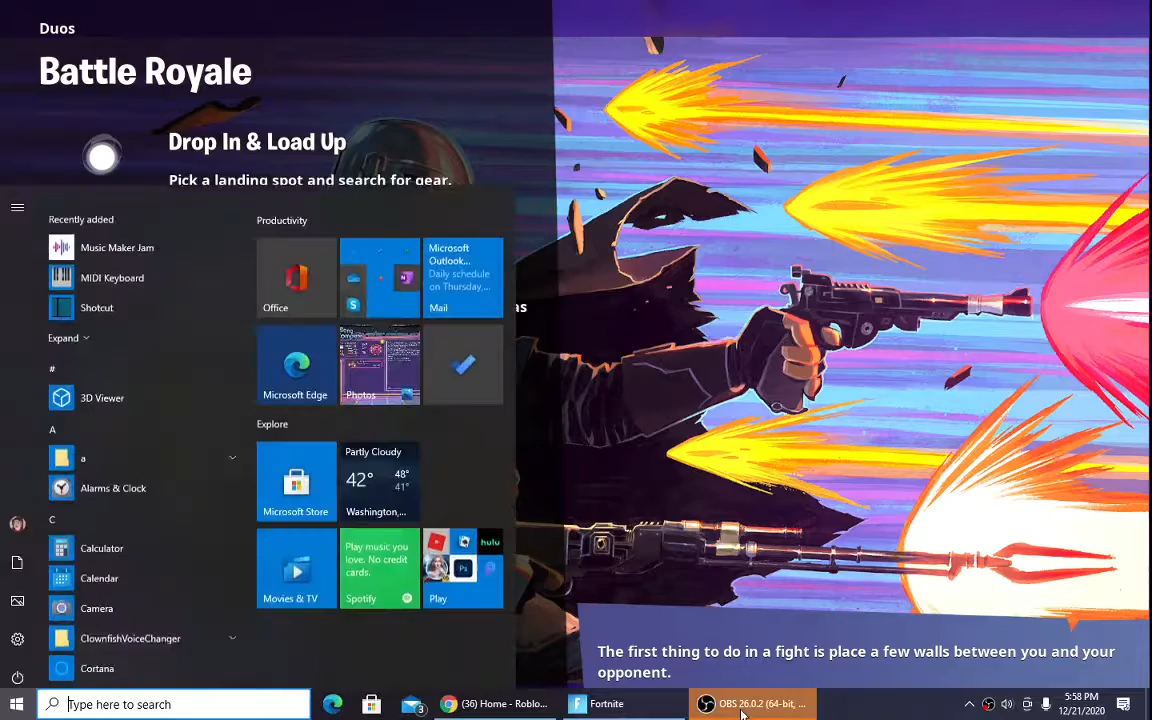 Duos
Battle Royale
Drop In & Load Up
Pick a landing spot and search for gear.
as
Recently added
Music Maker Jam
MIDI Keyboard
Shotcut
Expand
#
3D Viewer
A
a
Alarms & Clock
C
Calculator
Calendar
Camera
ClownfishVoiceChanger
Cortana
Productivity
Office
Microsoft
Outlook...
Daily schedule
on Thursday,...
Mail
Microsoft Edge
Photos
Explore
Microsoft Store
Partly Cloudy
42°
48°
41°
Washington,...
Movies & TV
Play music you
love. No credit
cards.
Spotify
hulu
Ps
Play
The first thing to do in a fight is place a few walls between you and your
opponent.
Type here to search
3
(36) Home - Roblo...
Fortnite
OBS 26.0.2 (64-bit, ...
5:58 PM
12/21/2020